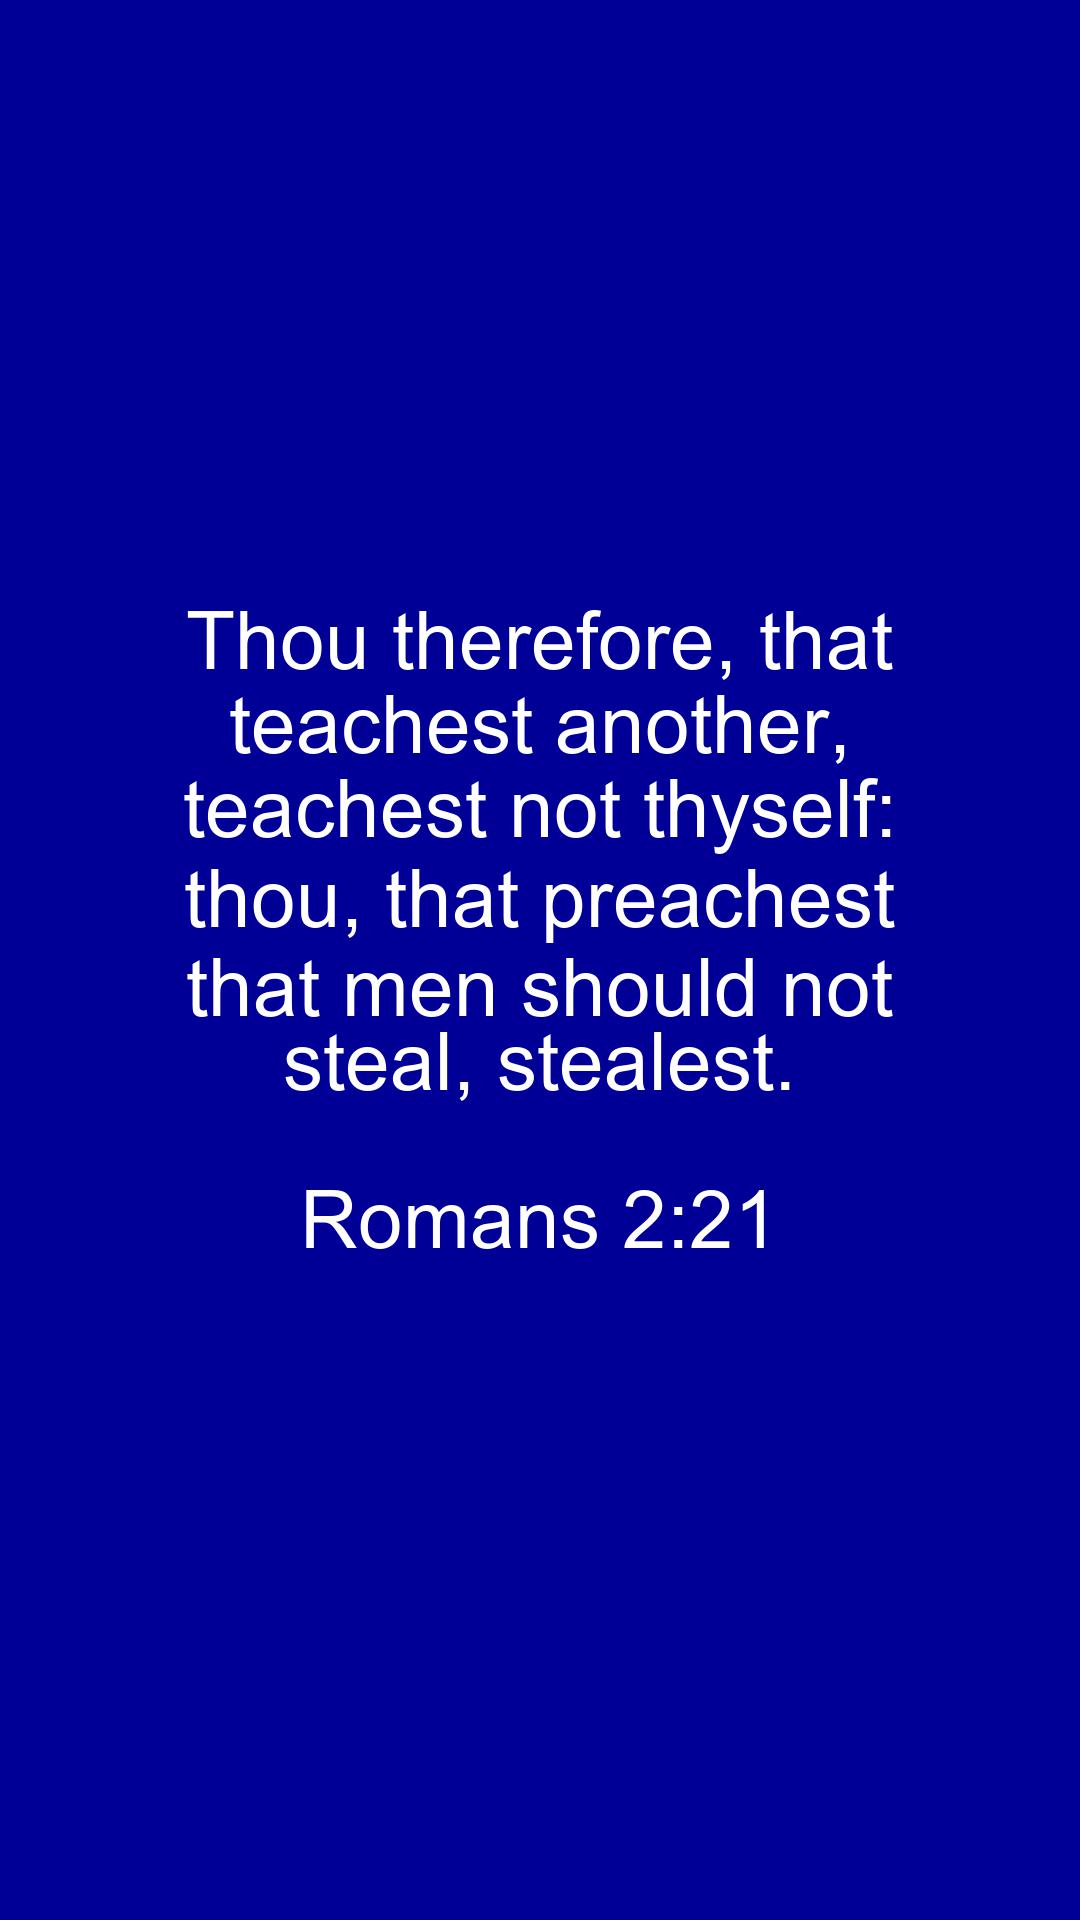 Thou therefore, that
teachest another,
teachest not thyself:
thou, that preachest
that men should not
steal, stealest.
Romans 2:21